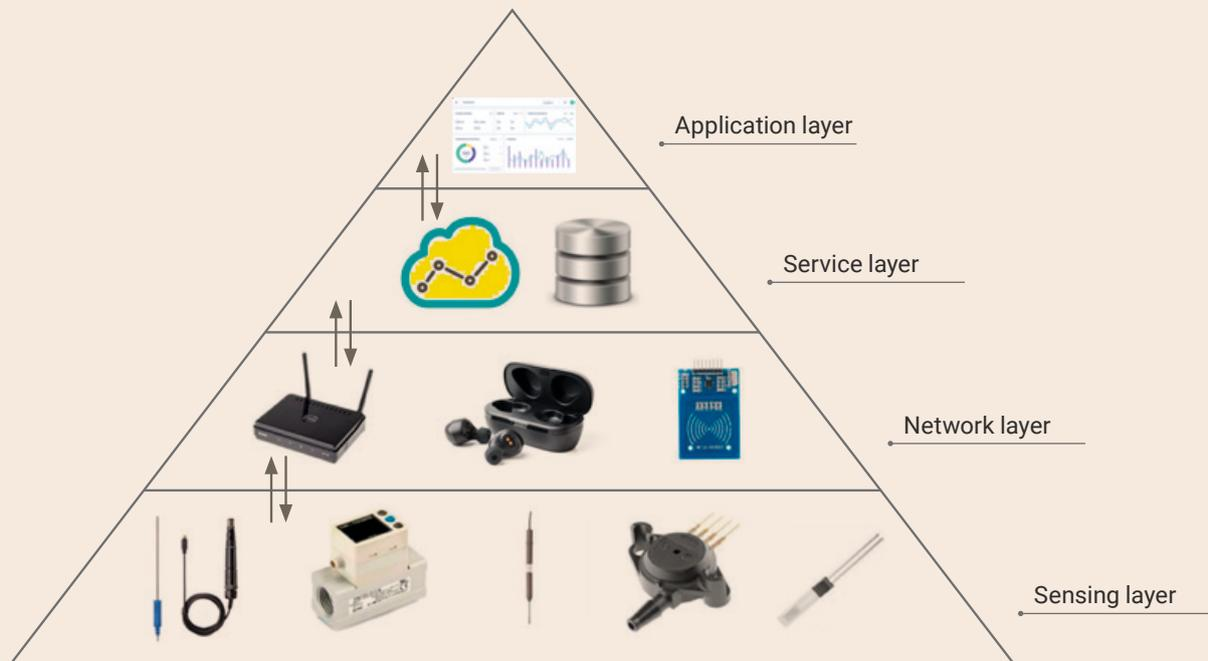 Application layer
Service layer
Network layer
Sensing layer